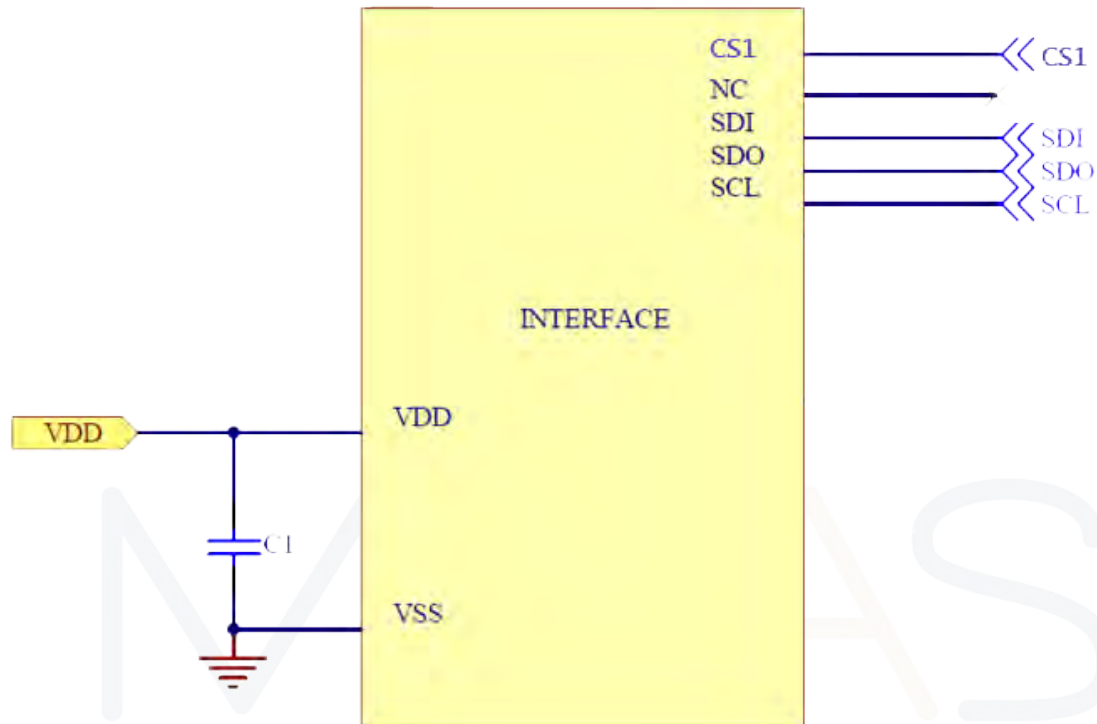 CS1 CS1
NC
SDI SDI
SDO SDO
SCL SCL
INTERFACE
VDD VDD
C1
VSS